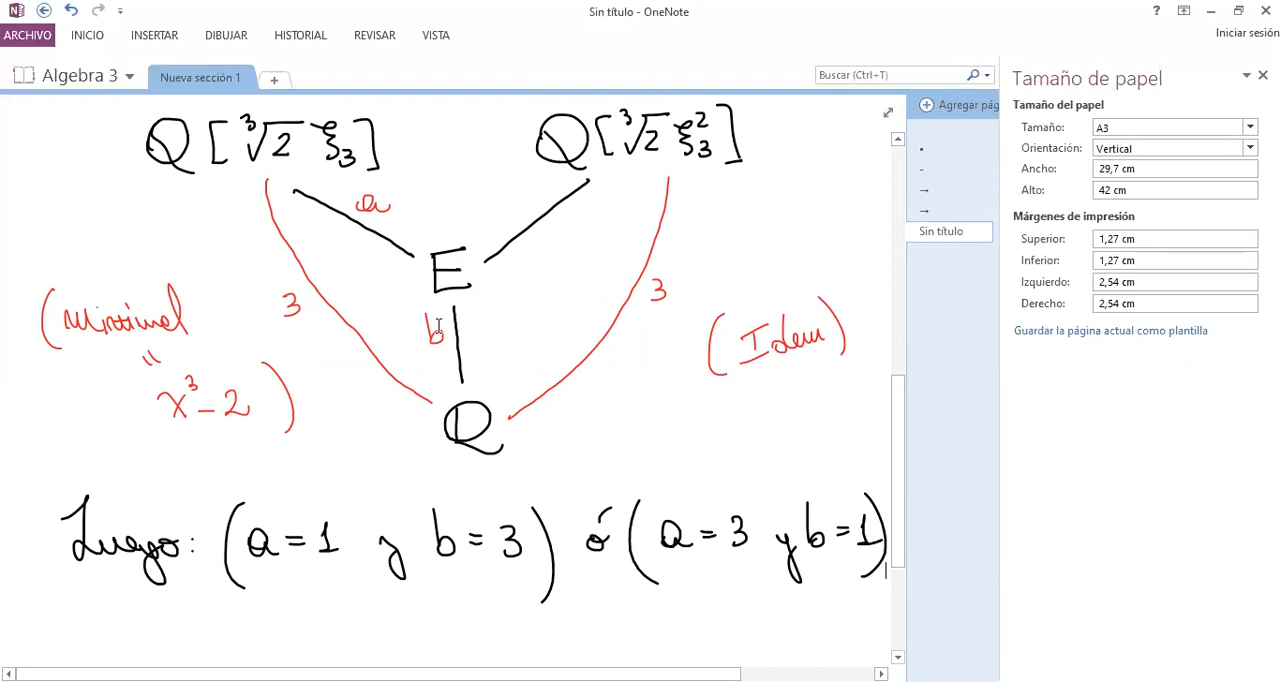 Sin título - OneNote
ARCHIVO INICIO INSERTAR DIBUJAR HISTORIAL REVISAR VISTA
Iniciar sesión
Algebra 3
Nueva sección 1
Buscar (Ctrl+T)
Agregar pág
Sin título
Tamaño de papel
Tamaño del papel
Tamaño: A3
Orientación: Vertical
Ancho: 29,7 cm
Alto: 42 cm
Márgenes de impresión
Superior: 1,27 cm
Inferior: 1,27 cm
Izquierdo: 2,54 cm
Derecho: 2,54 cm
Guardar la página actual como plantilla
Q[∛2 ξ₃] Q[∛2 ξ₃²]
a
E
3 b 3
(Minimal (Idem)
=
x³ - 2)
Q
Luego: (a = 1 y b = 3) ó (a = 3 y b = 1)